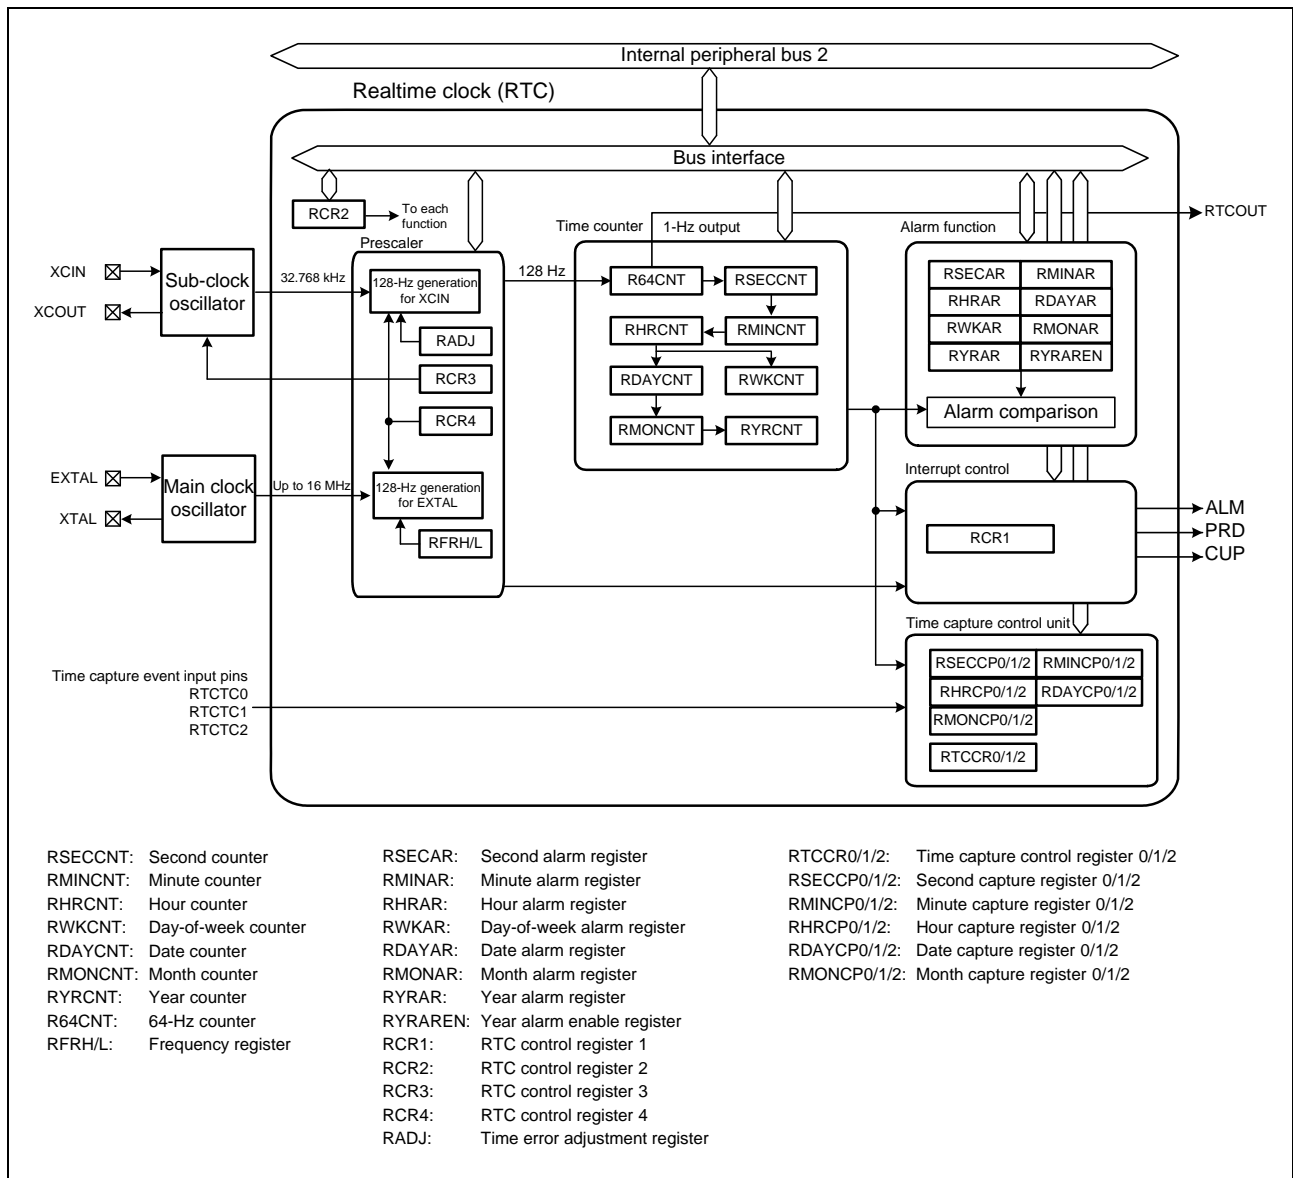 Internal peripheral bus 2
Realtime clock (RTC)
Bus interface
RCR2
To each
function
Prescaler
Time counter
1-Hz output
Alarm function
RTCOUT
XCIN
XCOUT
Sub-clock
oscillator
32.768 kHz
128-Hz generation
for XCIN
128 Hz
RADJ
RCR3
RCR4
EXTAL
XTAL
Main clock
oscillator
Up to 16 MHz
128-Hz generation
for EXTAL
RFRH/L
R64CNT
RSECCNT
RHRCNT
RMINCNT
RDAYCNT
RWKCNT
RMONCNT
RYRCNT
RSECAR
RMINAR
RHRAR
RDAYAR
RWKAR
RMONAR
RYRAR
RYRAREN
Alarm comparison
Interrupt control
RCR1
ALM
PRD
CUP
Time capture control unit
RSECCP0/1/2
RMINCP0/1/2
RHRCP0/1/2
RDAYCP0/1/2
RMONCP0/1/2
RTCCR0/1/2
Time capture event input pins
RTCTC0
RTCTC1
RTCTC2
RSECCNT: Second counter
RMINCNT: Minute counter
RHRCNT: Hour counter
RWKCNT: Day-of-week counter
RDAYCNT: Date counter
RMONCNT: Month counter
RYRCNT: Year counter
R64CNT: 64-Hz counter
RFRH/L: Frequency register
RSECAR: Second alarm register
RMINAR: Minute alarm register
RHRAR: Hour alarm register
RWKAR: Day-of-week alarm register
RDAYAR: Date alarm register
RMONAR: Month alarm register
RYRAR: Year alarm register
RYRAREN: Year alarm enable register
RCR1: RTC control register 1
RCR2: RTC control register 2
RCR3: RTC control register 3
RCR4: RTC control register 4
RADJ: Time error adjustment register
RTCCR0/1/2: Time capture control register 0/1/2
RSECCP0/1/2: Second capture register 0/1/2
RMINCP0/1/2: Minute capture register 0/1/2
RHRCP0/1/2: Hour capture register 0/1/2
RDAYCP0/1/2: Date capture register 0/1/2
RMONCP0/1/2: Month capture register 0/1/2